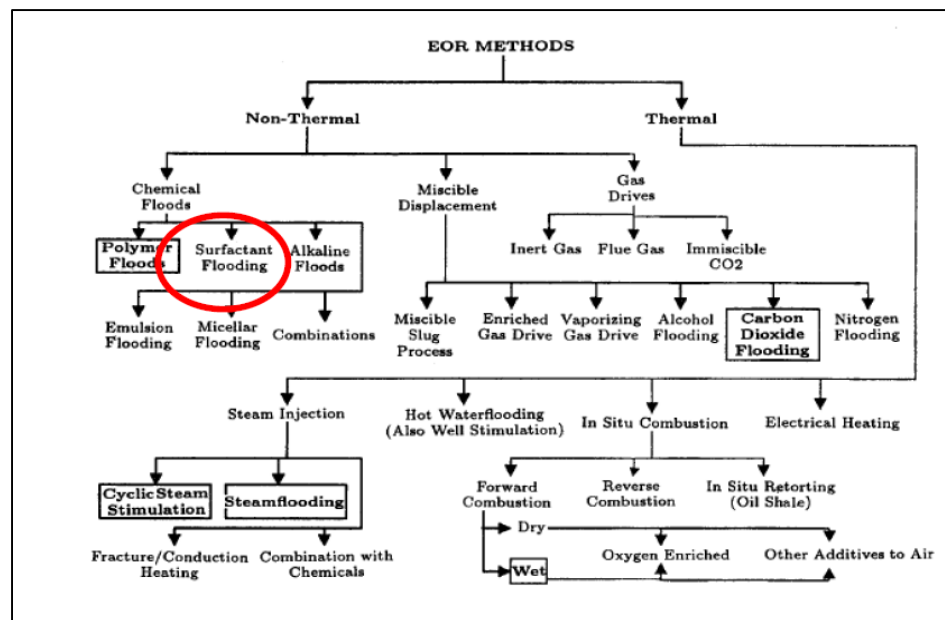 EOR METHODS
Non-Thermal
Thermal
Chemical
Floods
Miscible
Displacement
Gas
Drives
Polymer
Floods
Surfactant
Flooding
Alkaline
Floods
Inert Gas
Flue Gas
Immiscible
CO2
Emulsion
Flooding
Micellar
Flooding
Combinations
Miscible
Slug
Process
Enriched
Gas Drive
Vaporizing
Gas Drive
Alcohol
Flooding
Carbon
Dioxide
Flooding
Nitrogen
Flooding
Steam Injection
Hot Waterflooding
(Also Well Stimulation)
In Situ Combustion
Electrical Heating
Cyclic Steam
Stimulation
Steamflooding
Forward
Combustion
Reverse
Combustion
In Situ Retorting
(Oil Shale)
Fracture/Conduction
Heating
Combination with
Chemicals
Dry
Oxygen Enriched
Other Additives to Air
Wet